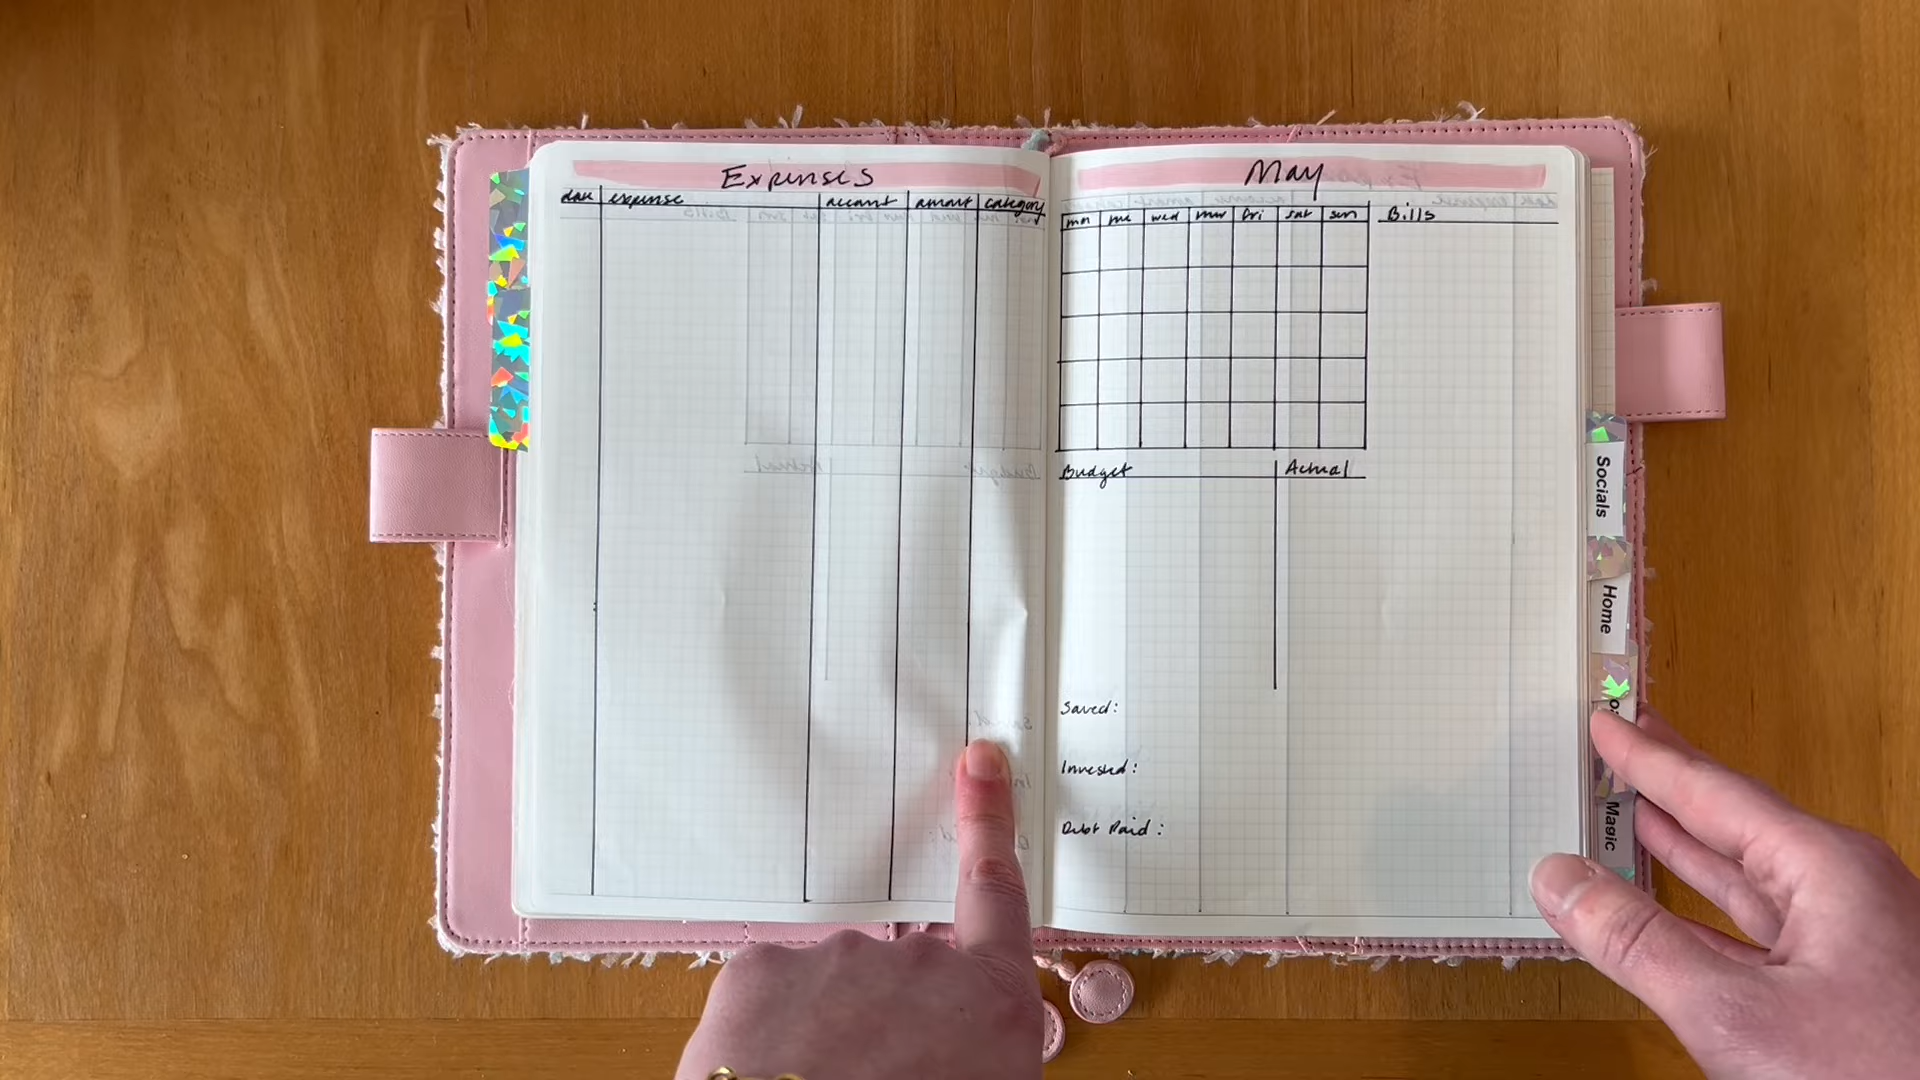 Expenses
date expense account amount category
May
mon tue wed thur fri sat sun
Bills
Budget Actual
Saved:
Invested:
Debt Paid:
Socials
Home
Magic